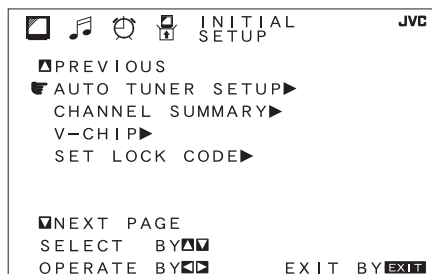 INITIAL SETUP JVC
PREVIOUS
AUTO TUNER SETUP
CHANNEL SUMMARY
V-CHIP
SET LOCK CODE
NEXT PAGE
SELECT BY
OPERATE BY EXIT BY EXIT